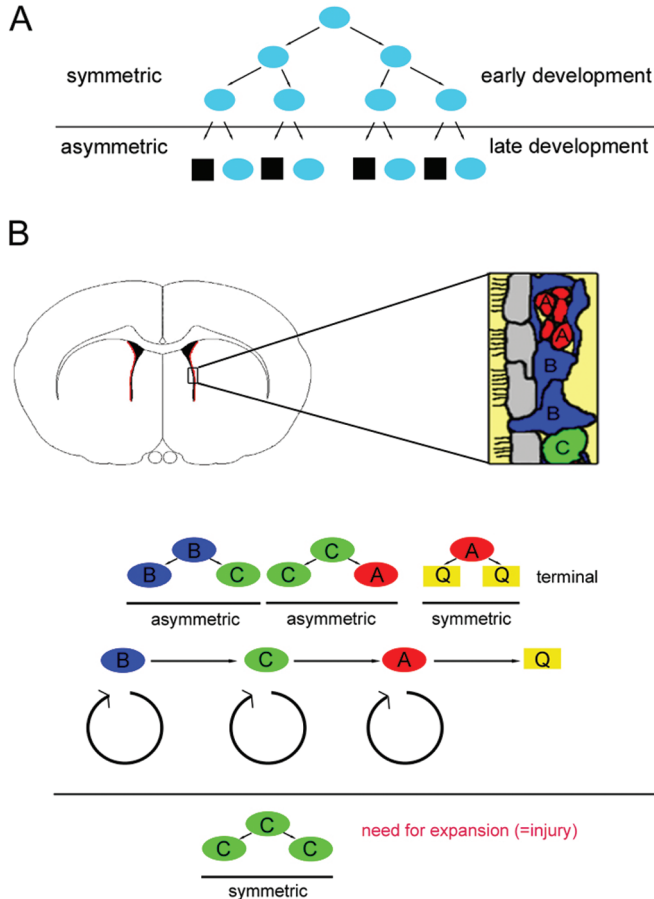 A
symmetric early development
asymmetric late development
B
A
A
B
B
C
B C A
B C C A Q Q terminal
asymmetric asymmetric symmetric
B C A Q
C need for expansion (=injury)
C C
symmetric